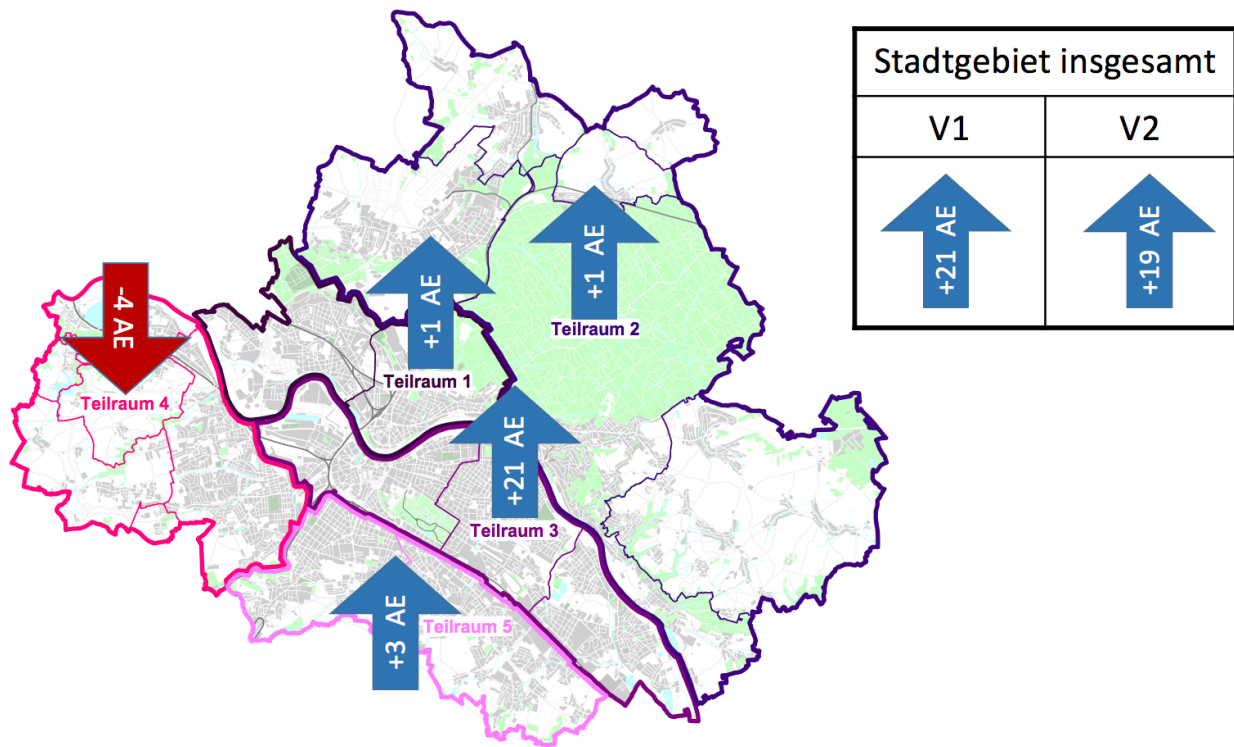 Stadtgebiet insgesamt
V1 V2
+21 AE +19 AE
+1 AE
Teilraum 2
+1 AE
Teilraum 1
-4 AE
Teilraum 4
+21 AE
Teilraum 3
+3 AE
Teilraum 5